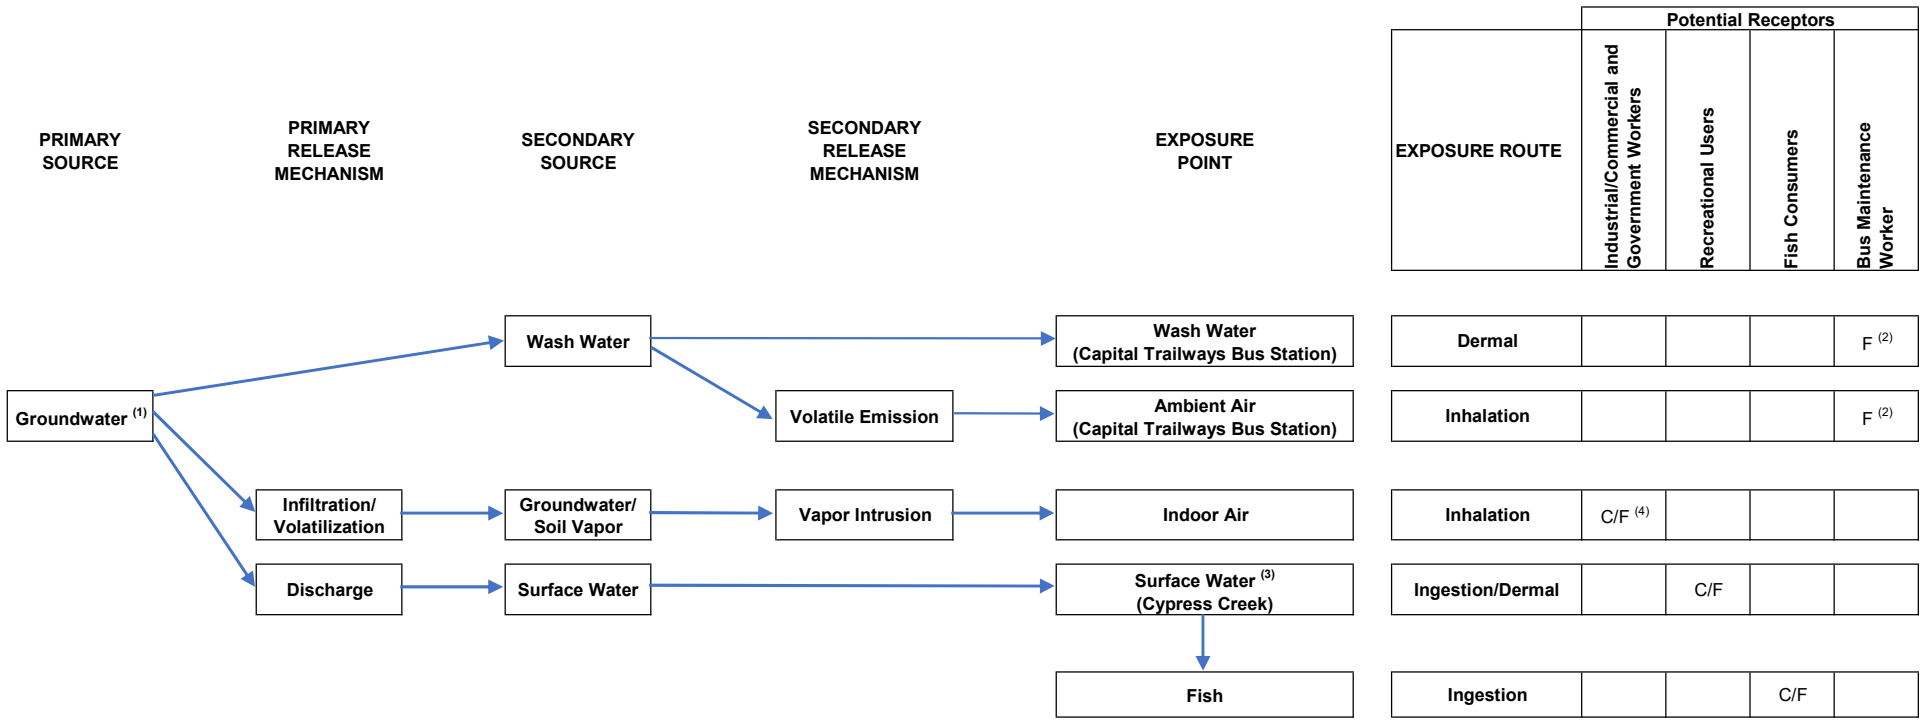 Potential Receptors
PRIMARY
SOURCE
PRIMARY
RELEASE
MECHANISM
SECONDARY
SOURCE
SECONDARY
RELEASE
MECHANISM
EXPOSURE
POINT
EXPOSURE ROUTE
Industrial/Commercial and
Government Workers
Recreational Users
Fish Consumers
Bus Maintenance
Worker
Wash Water
Wash Water
(Capital Trailways Bus Station)
Dermal
F (2)
Groundwater (1)
Volatile Emission
Ambient Air
(Capital Trailways Bus Station)
Inhalation
F (2)
Infiltration/
Volatilization
Groundwater/
Soil Vapor
Vapor Intrusion
Indoor Air
Inhalation
C/F (4)
Discharge
Surface Water
Surface Water (3)
(Cypress Creek)
Ingestion/Dermal
C/F
Fish
Ingestion
C/F